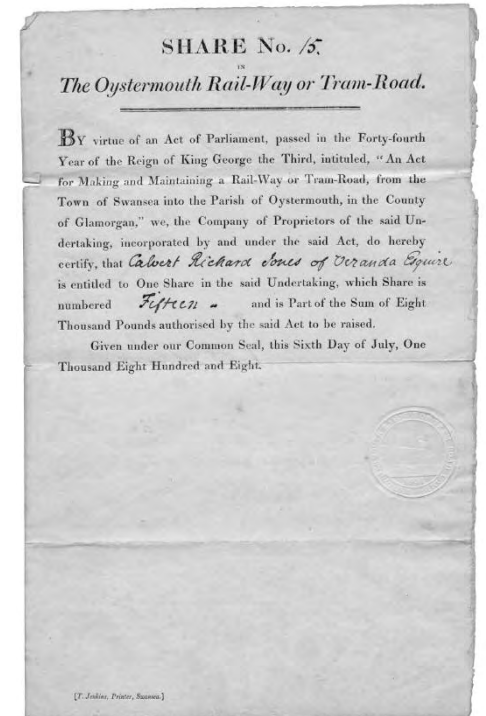 SHARE No. 15.
IN
The Oystermouth Rail-Way or Tram-Road.
BY virtue of an Act of Parliament, passed in the Forty-fourth
Year of the Reign of King George the Third, intituled, "An Act
for Making and Maintaining a Rail-Way or Tram-Road, from the
Town of Swansea into the Parish of Oystermouth, in the County
of Glamorgan," we, the Company of Proprietors of the said Un-
dertaking, incorporated by and under the said Act, do hereby
certify, that Calvert Richard Jones of Veranda Esquire
is entitled to One Share in the said Undertaking, which Share is
numbered Fifteen - and is Part of the Sum of Eight
Thousand Pounds authorised by the said Act to be raised.
Given under our Common Seal, this Sixth Day of July, One
Thousand Eight Hundred and Eight.
[T. Jenkins, Printer, Swansea.]